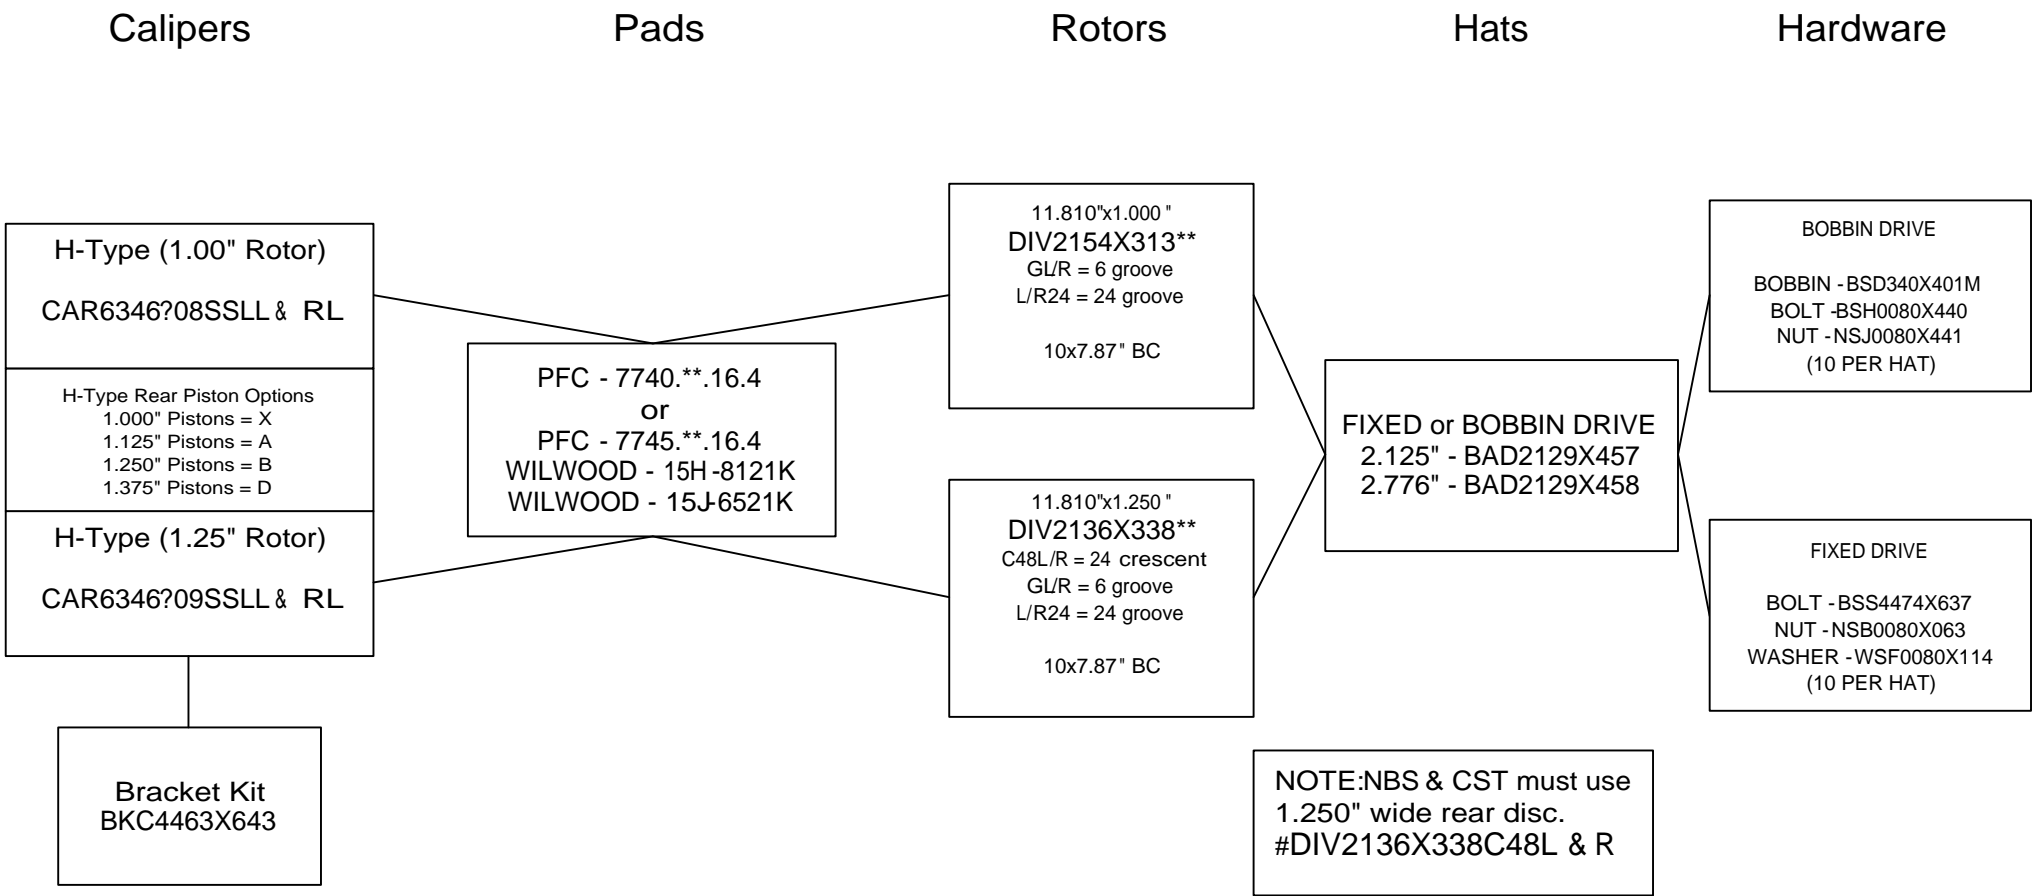 Calipers
Pads
Rotors
Hats
Hardware
H-Type (1.00" Rotor)
CAR6346?08SSLL & RL
H-Type Rear Piston Options
1.000" Pistons = X
1.125" Pistons = A
1.250" Pistons = B
1.375" Pistons = D
H-Type (1.25" Rotor)
CAR6346?09SSLL & RL
Bracket Kit
BKC4463X643
PFC - 7740.**.16.4
or
PFC - 7745.**.16.4
WILWOOD - 15H-8121K
WILWOOD - 15J-6521K
11.810"x1.000"
DIV2154X313**
GL/R = 6 groove
L/R24 = 24 groove
10x7.87" BC
11.810"x1.250"
DIV2136X338**
C48L/R = 24 crescent
GL/R = 6 groove
L/R24 = 24 groove
10x7.87" BC
FIXED or BOBBIN DRIVE
2.125" - BAD2129X457
2.776" - BAD2129X458
BOBBIN DRIVE
BOBBIN - BSD340X401M
BOLT - BSH0080X440
NUT - NSJ0080X441
(10 PER HAT)
FIXED DRIVE
BOLT - BSS4474X637
NUT - NSB0080X063
WASHER - WSF0080X114
(10 PER HAT)
NOTE:NBS & CST must use
1.250" wide rear disc.
#DIV2136X338C48L & R